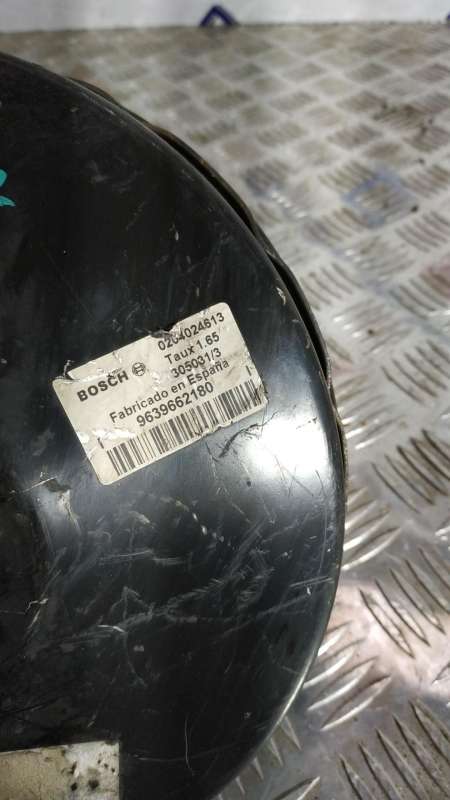 0204024613
BOSCH Taux 1.65
305031/3
Fabricado en España
9639662180